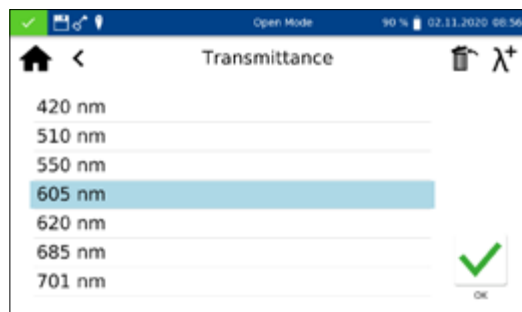 Open Mode 90 % 02.11.2020 08:56
Transmittance λ+
420 nm
510 nm
550 nm
605 nm
620 nm
685 nm
701 nm
OK